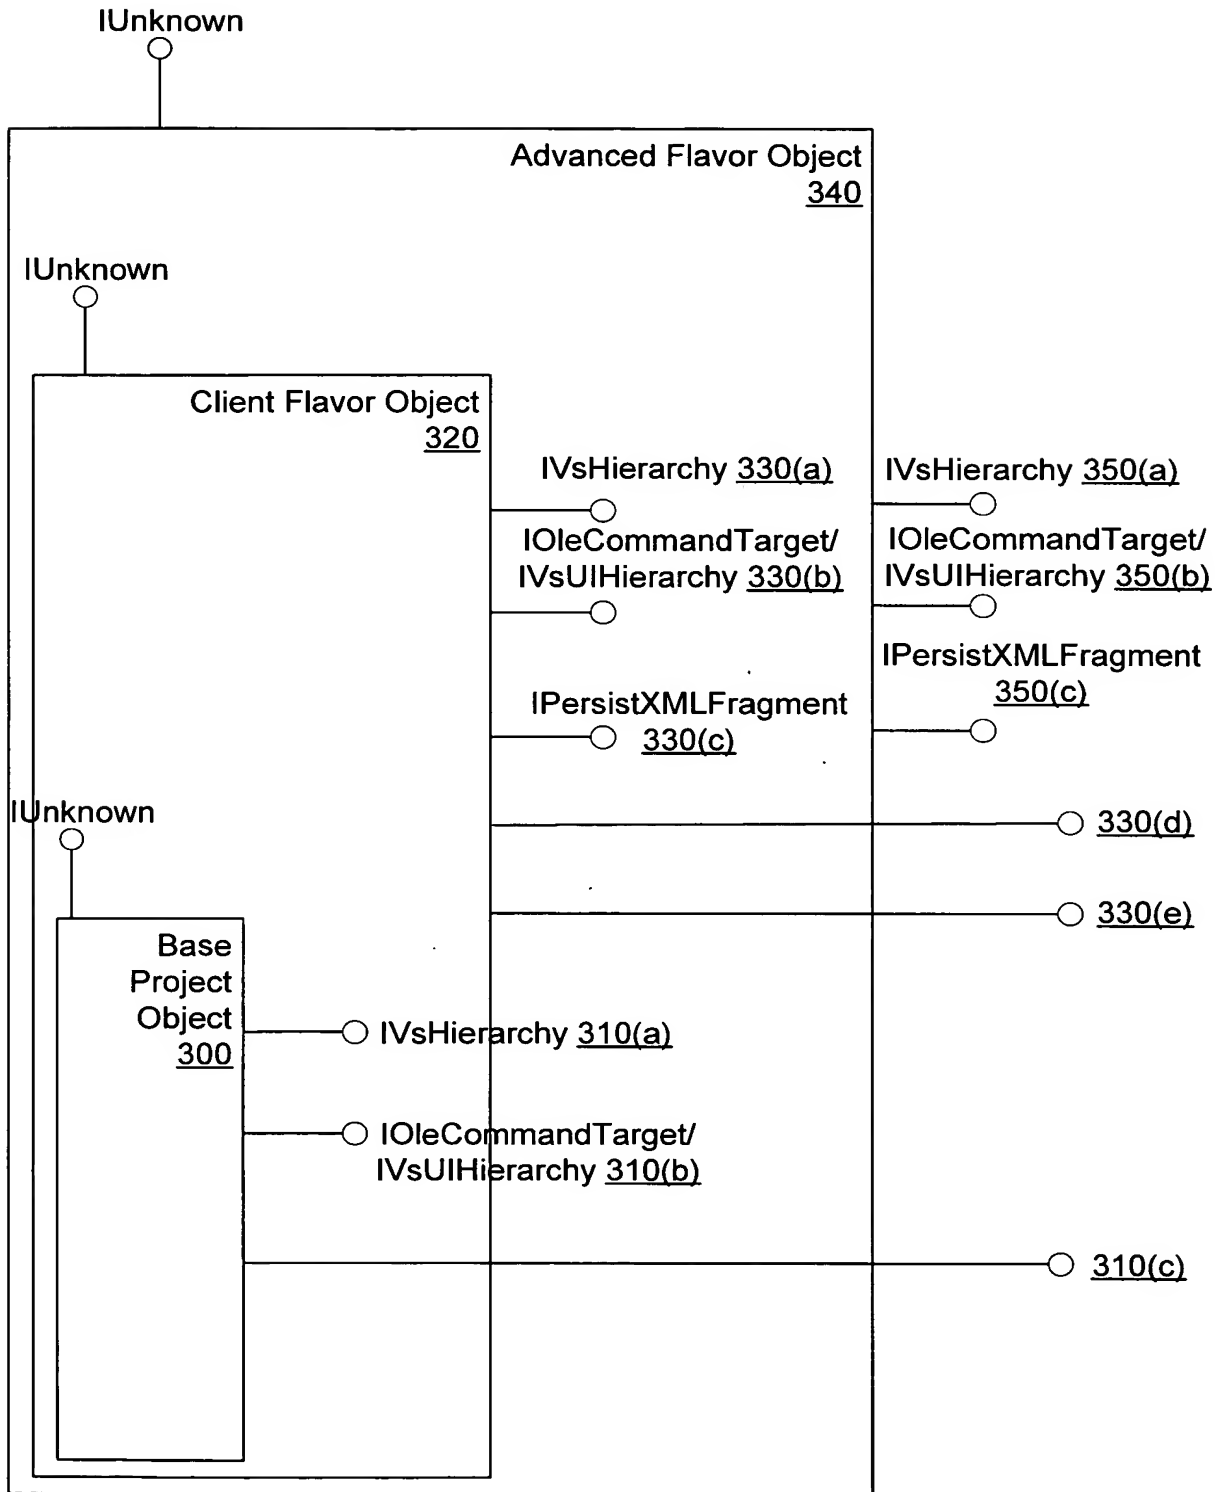 IUnknown
Advanced Flavor Object
340
IUnknown
Client Flavor Object
320
IVsHierarchy 330(a)
IOleCommandTarget/
IVsUIHierarchy 330(b)
IPersistXMLFragment
330(c)
IVsHierarchy 350(a)
IOleCommandTarget/
IVsUIHierarchy 350(b)
IPersistXMLFragment
350(c)
330(d)
330(e)
IUnknown
Base
Project
Object
300
IVsHierarchy 310(a)
IOleCommandTarget/
IVsUIHierarchy 310(b)
310(c)